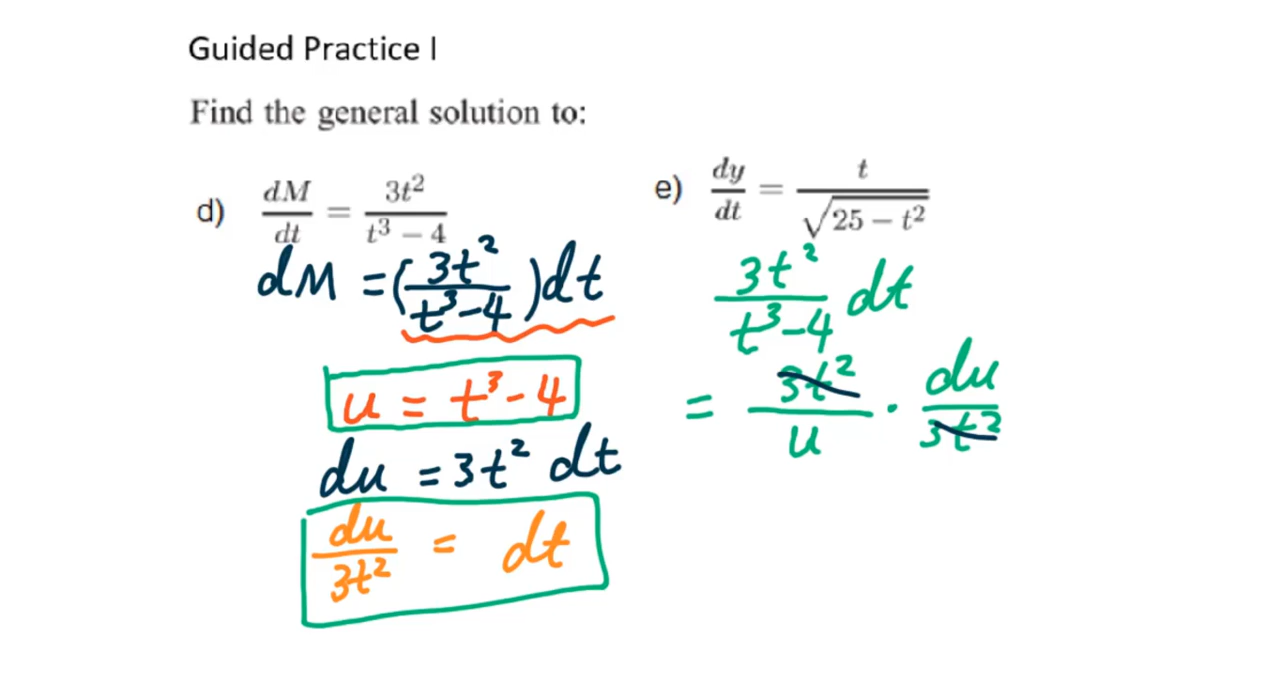 Guided Practice I
Find the general solution to:
d) dM/dt = 3t²/(t³ − 4)
e) dy/dt = t/√(25 − t²)
dM = (3t²/(t³−4))dt
u = t³−4
du = 3t² dt
du/3t² = dt
3t²/(t³−4) dt
= 3t²/u · du/3t²